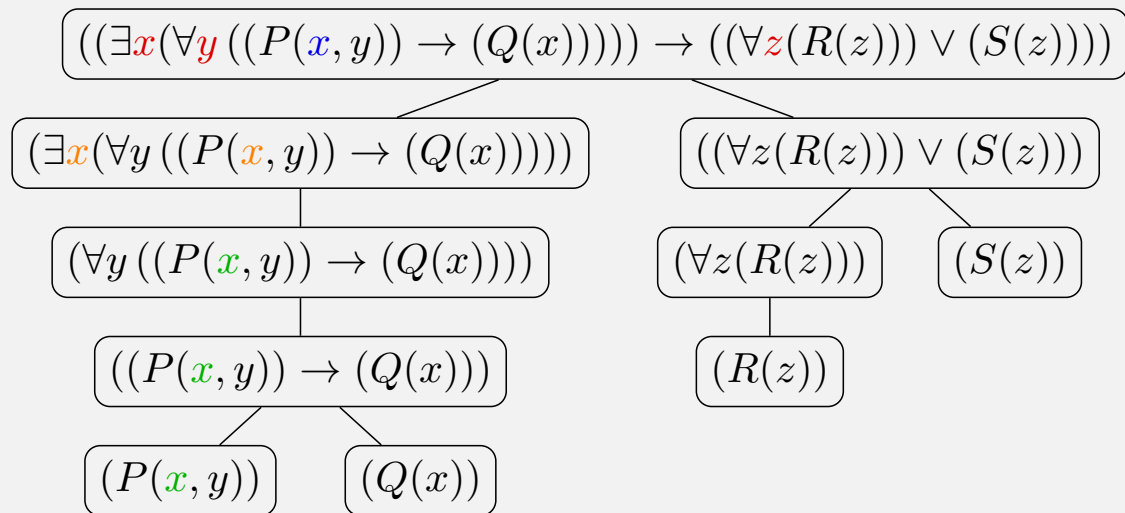 ((∃x(∀y ((P(x, y)) → (Q(x))))) → ((∀z(R(z))) ∨ (S(z))))
(∃x(∀y ((P(x, y)) → (Q(x))))) ((∀z(R(z))) ∨ (S(z)))
(∀y ((P(x, y)) → (Q(x)))) (∀z(R(z))) (S(z))
((P(x, y)) → (Q(x))) (R(z))
(P(x, y)) (Q(x))